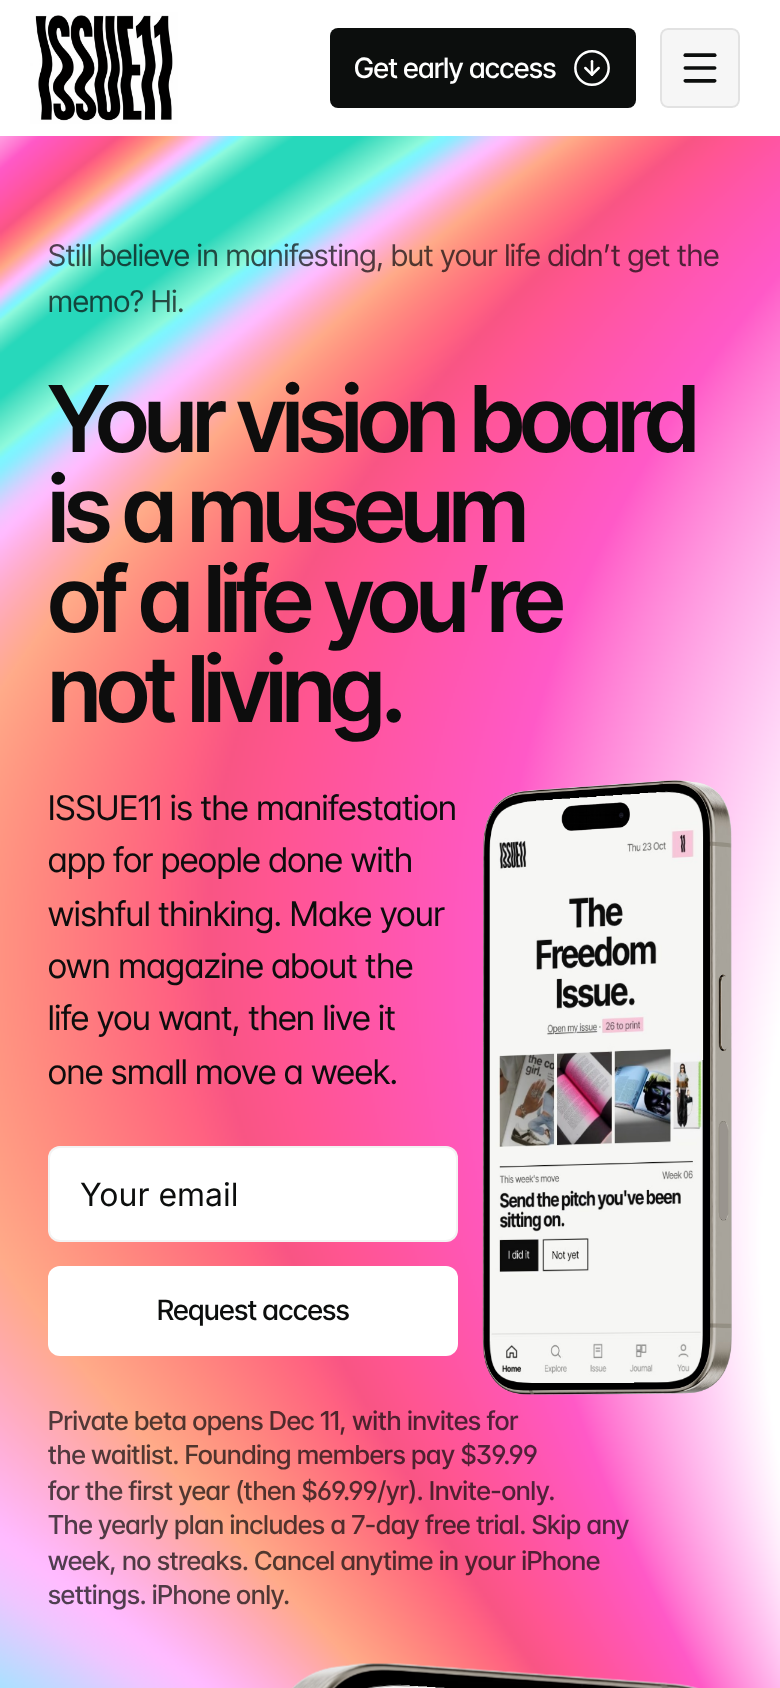 ISSUE11
Get early access
Still believe in manifesting, but your life didn’t get the
memo? Hi.
Your vision board
is a museum
of a life you’re
not living.
ISSUE11 is the manifestation
app for people done with
wishful thinking. Make your
own magazine about the
life you want, then live it
one small move a week.
Your email
Request access
ISSUE11
Thu 23 Oct
11
The
Freedom
Issue.
Open my issue · 26 to print
the co
girl.
This week's move
Week 06
Send the pitch you've been
sitting on.
I did it
Not yet
Home
Explore
Issue
Journal
You
Private beta opens Dec 11, with invites for
the waitlist. Founding members pay $39.99
for the first year (then $69.99/yr). Invite-only.
The yearly plan includes a 7-day free trial. Skip any
week, no streaks. Cancel anytime in your iPhone
settings. iPhone only.